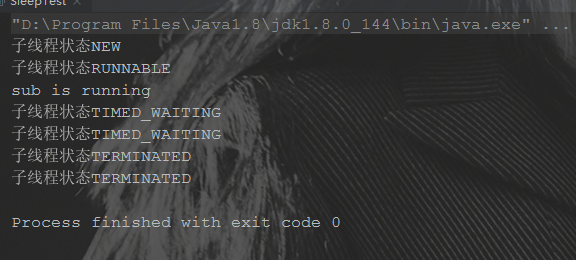 SleepTest ×
"D:\Program Files\Java1.8\jdk1.8.0_144\bin\java.exe" ...
子线程状态NEW
子线程状态RUNNABLE
sub is running
子线程状态TIMED_WAITING
子线程状态TIMED_WAITING
子线程状态TERMINATED
子线程状态TERMINATED
Process finished with exit code 0